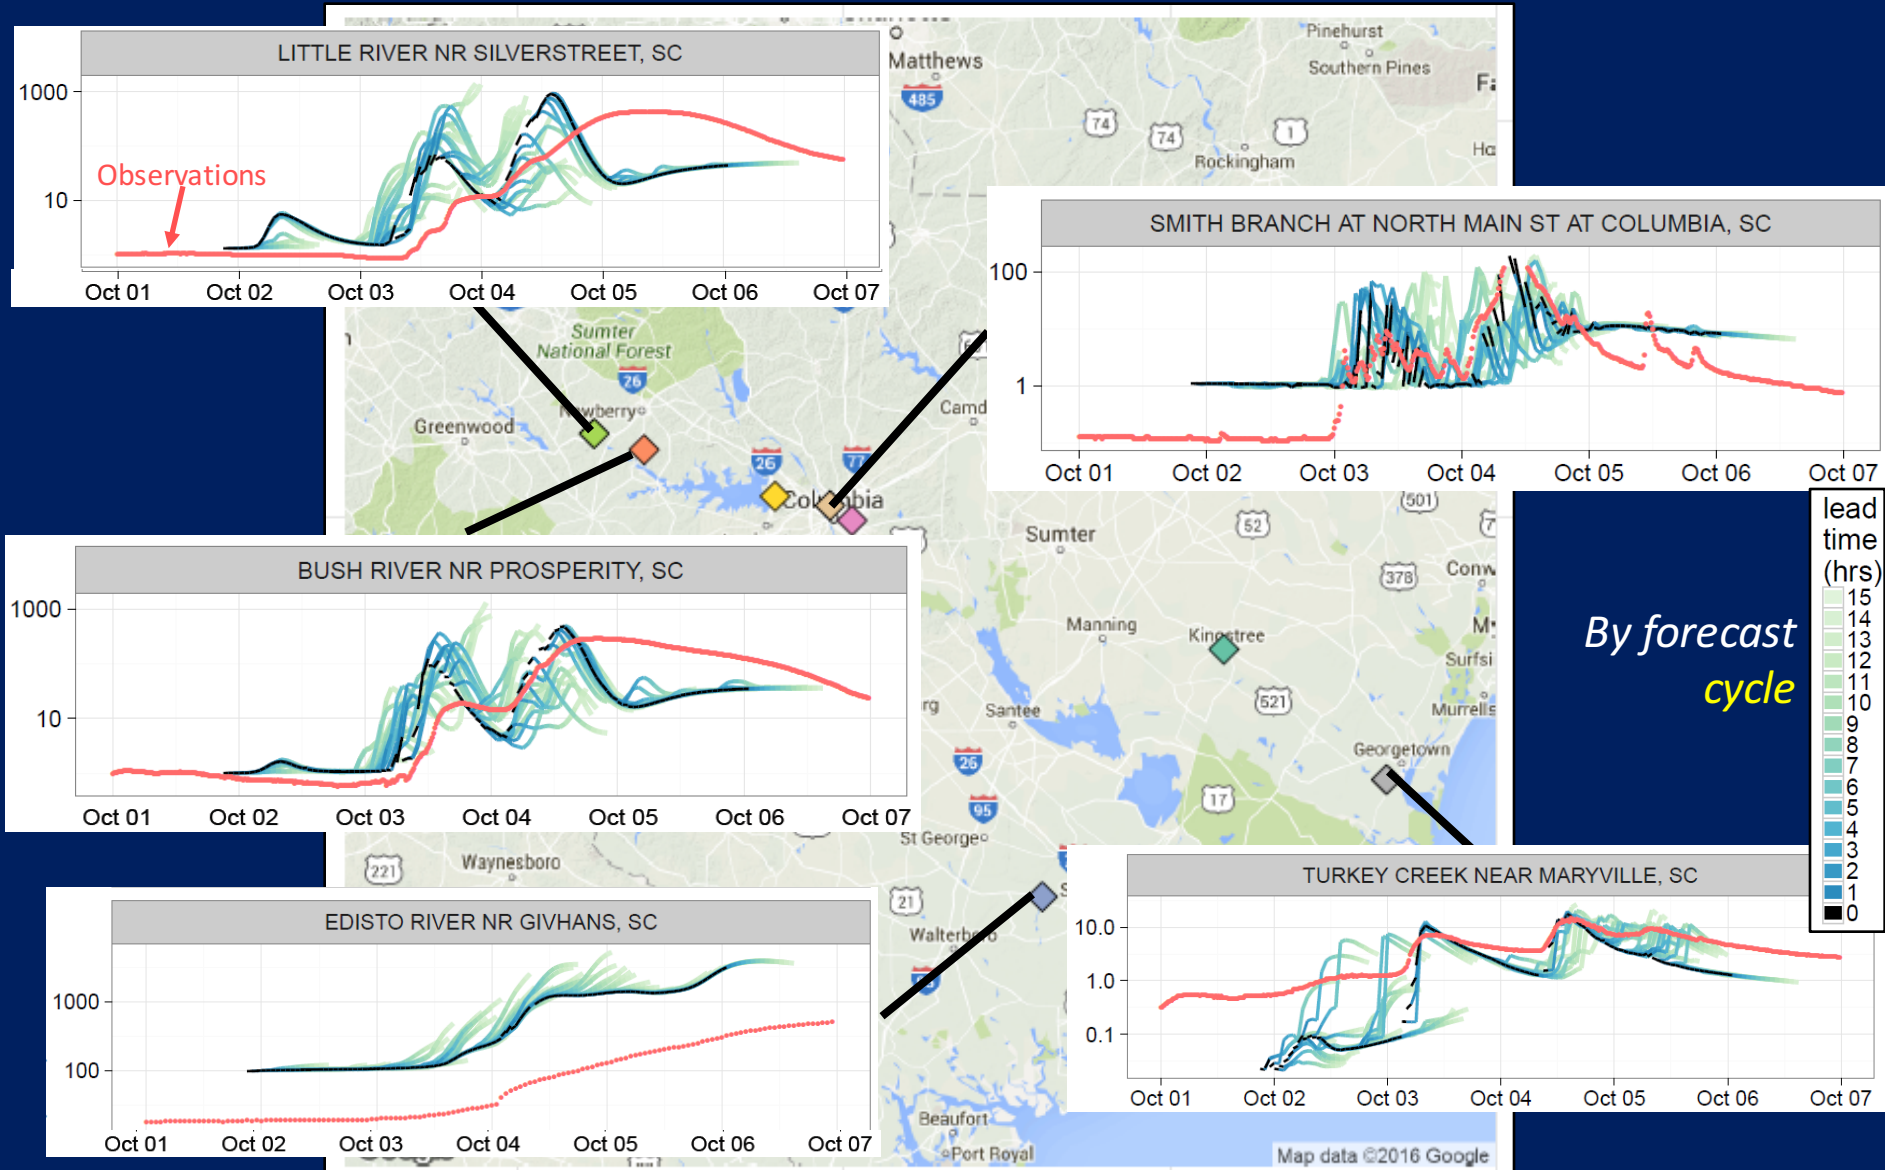 LITTLE RIVER NR SILVERSTREET, SC
1000
10
Observations
Oct 01 Oct 02 Oct 03 Oct 04 Oct 05 Oct 06 Oct 07
Matthews
485
74
74
1
Rockingham
Pinehurst
Southern Pines
SMITH BRANCH AT NORTH MAIN ST AT COLUMBIA, SC
100
1
Oct 01 Oct 02 Oct 03 Oct 04 Oct 05 Oct 06 Oct 07
Sumter
National Forest
26
Newberry
Greenwood
26
77
Columbia
BUSH RIVER NR PROSPERITY, SC
1000
10
Oct 01 Oct 02 Oct 03 Oct 04 Oct 05 Oct 06 Oct 07
Sumter
52
501
378
Manning
Kingstree
521
Santee
Georgetown
26
95
17
St George
By forecast
cycle
lead
time
(hrs)
15
14
13
12
11
10
9
8
7
6
5
4
3
2
1
0
221
Waynesboro
EDISTO RIVER NR GIVHANS, SC
1000
100
Oct 01 Oct 02 Oct 03 Oct 04 Oct 05 Oct 06 Oct 07
21
Walterboro
TURKEY CREEK NEAR MARYVILLE, SC
10.0
1.0
0.1
Oct 01 Oct 02 Oct 03 Oct 04 Oct 05 Oct 06 Oct 07
Beaufort
Port Royal
Map data ©2016 Google